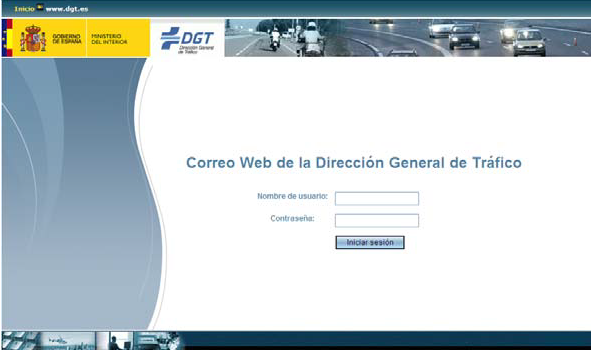 Inicio www.dgt.es
GOBIERNO
DE ESPAÑA
MINISTERIO
DEL INTERIOR
DGT
Dirección General
de Tráfico
Correo Web de la Dirección General de Tráfico
Nombre de usuario:
Contraseña:
Iniciar sesión